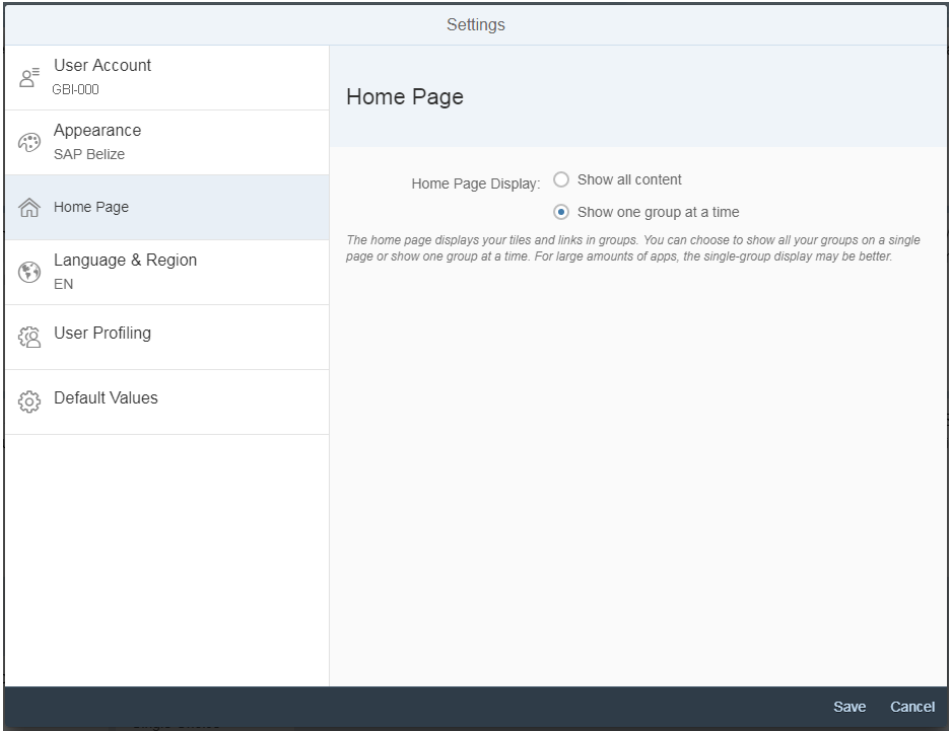 Settings
User Account
GBI-000
Appearance
SAP Belize
Home Page
Language & Region
EN
User Profiling
Default Values
Home Page
Home Page Display:
Show all content
Show one group at a time
The home page displays your tiles and links in groups. You can choose to show all your groups on a single
page or show one group at a time. For large amounts of apps, the single-group display may be better.
Save Cancel